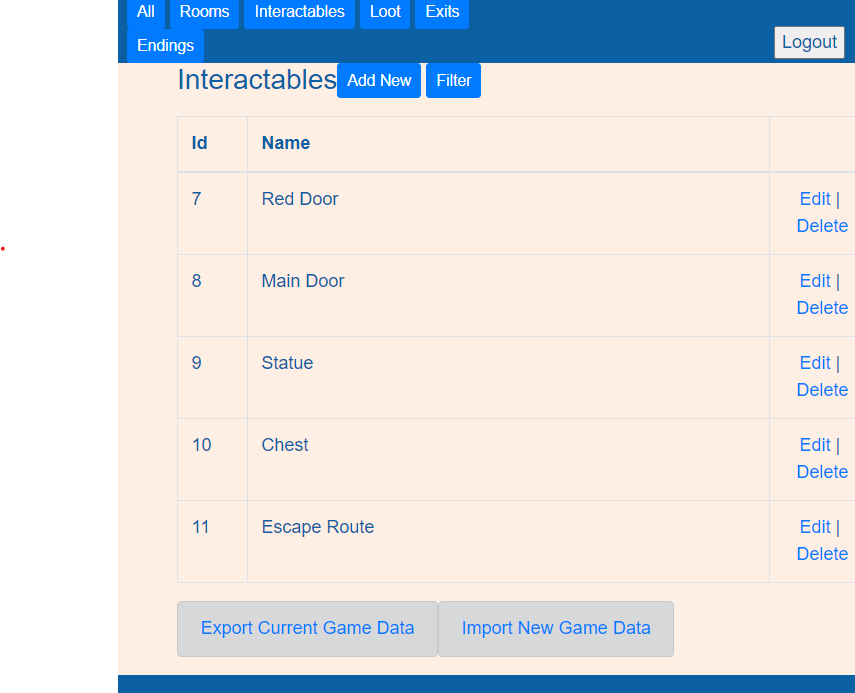 All Rooms Interactables Loot Exits
Endings
Logout
Interactables Add New Filter
Id Name
7 Red Door Edit |
Delete
8 Main Door Edit |
Delete
9 Statue Edit |
Delete
10 Chest Edit |
Delete
11 Escape Route Edit |
Delete
Export Current Game Data Import New Game Data